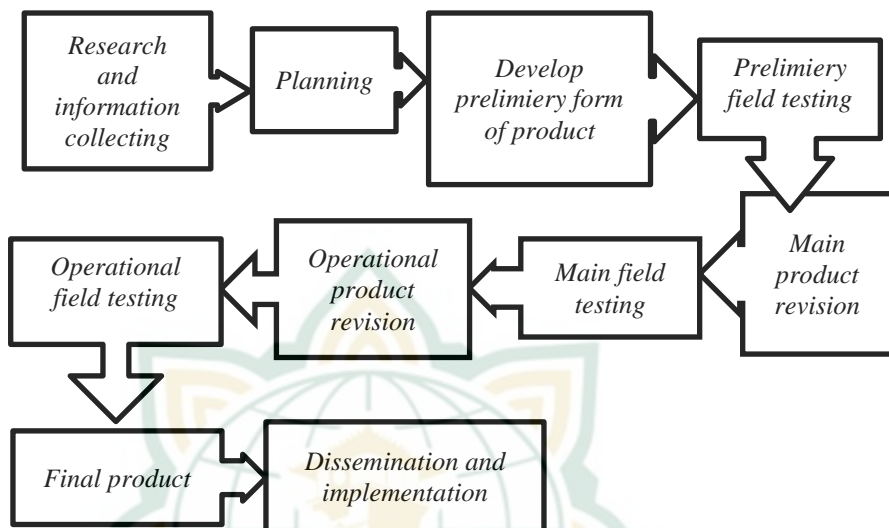 Research
and
information
collecting
Planning
Develop
prelimiery form
of product
Prelimiery
field testing
Main
product
revision
Main field
testing
Operational
product
revision
Operational
field testing
Final product
Dissemination and
implementation